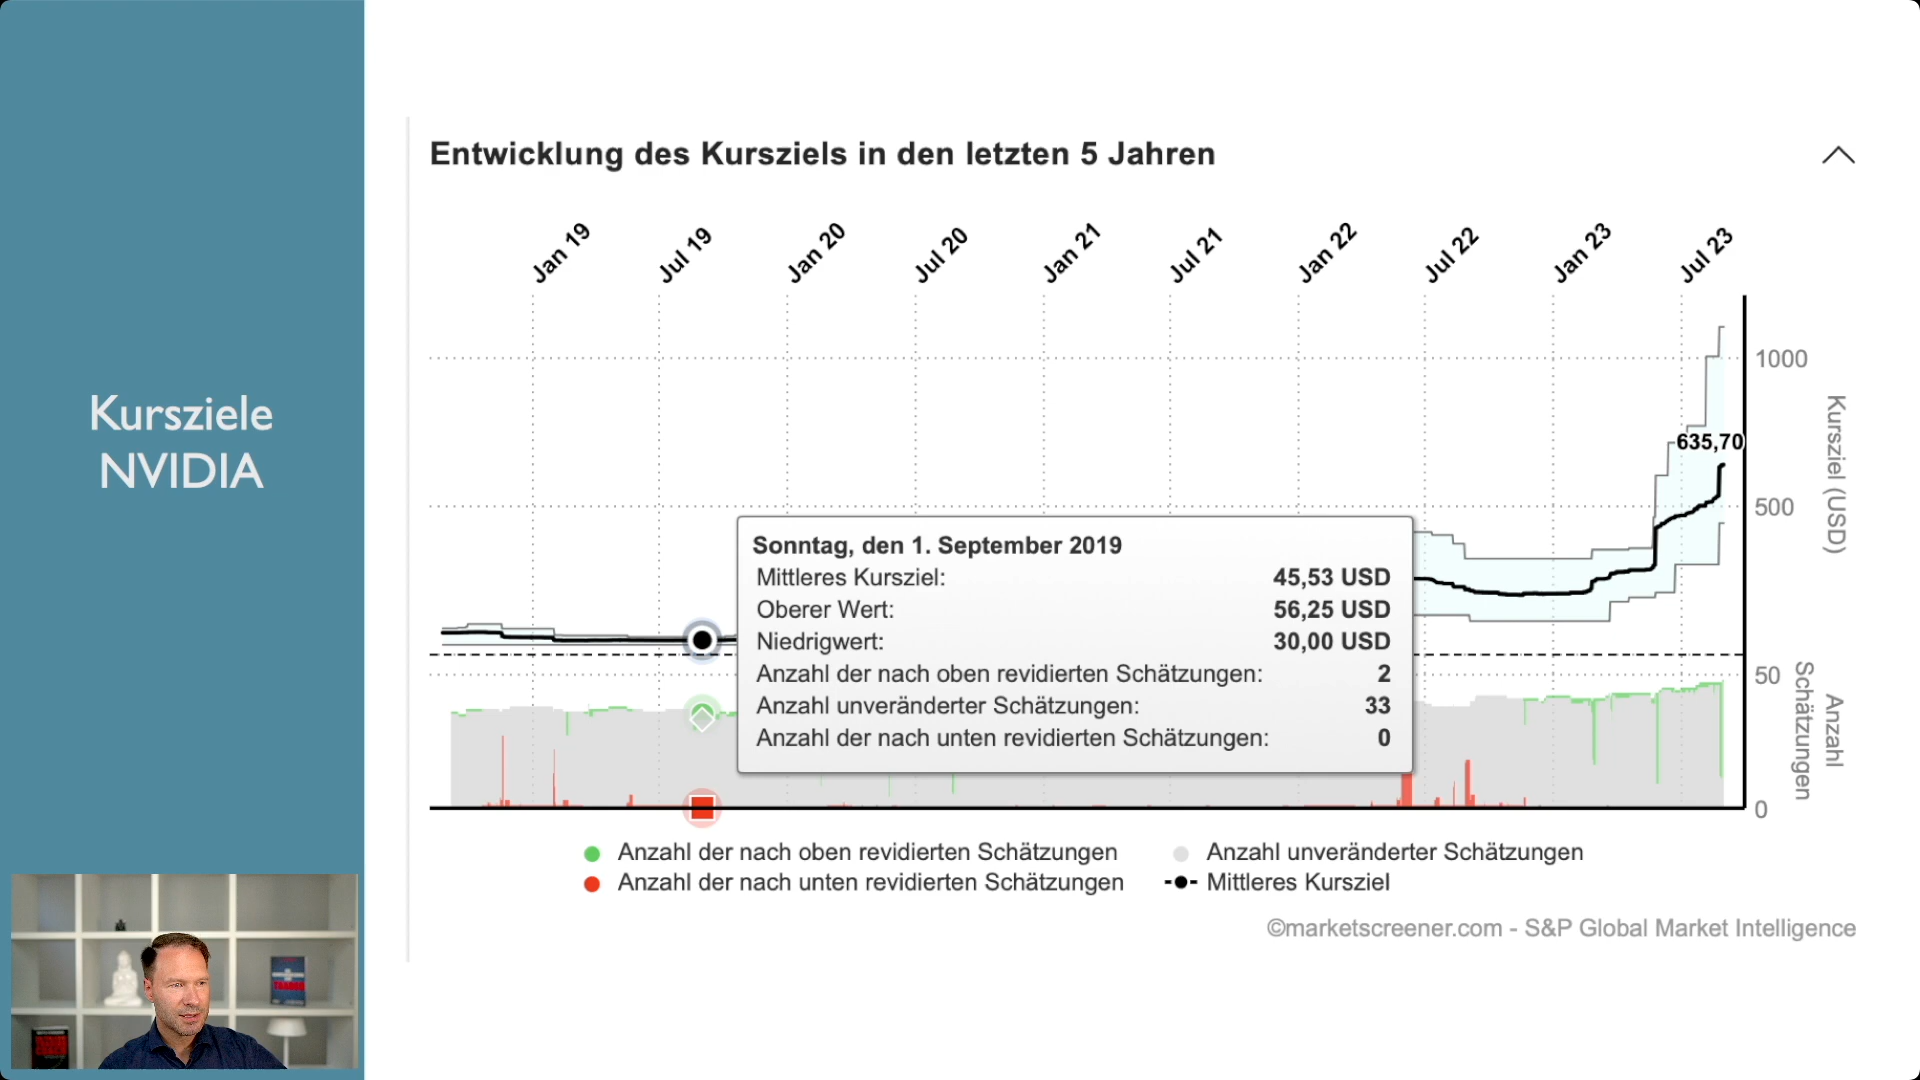 Kursziele
NVIDIA
Entwicklung des Kursziels in den letzten 5 Jahren
Jan 19
Jul 19
Jan 20
Jul 20
Jan 21
Jul 21
Jan 22
Jul 22
Jan 23
Jul 23
1000
500
Kursziel (USD)
635,70
Sonntag, den 1. September 2019
Mittleres Kursziel: 45,53 USD
Oberer Wert: 56,25 USD
Niedrigwert: 30,00 USD
Anzahl der nach oben revidierten Schätzungen: 2
Anzahl unveränderter Schätzungen: 33
Anzahl der nach unten revidierten Schätzungen: 0
50
0
Anzahl
Schätzungen
Anzahl der nach oben revidierten Schätzungen
Anzahl unveränderter Schätzungen
Anzahl der nach unten revidierten Schätzungen
Mittleres Kursziel
©marketscreener.com - S&P Global Market Intelligence